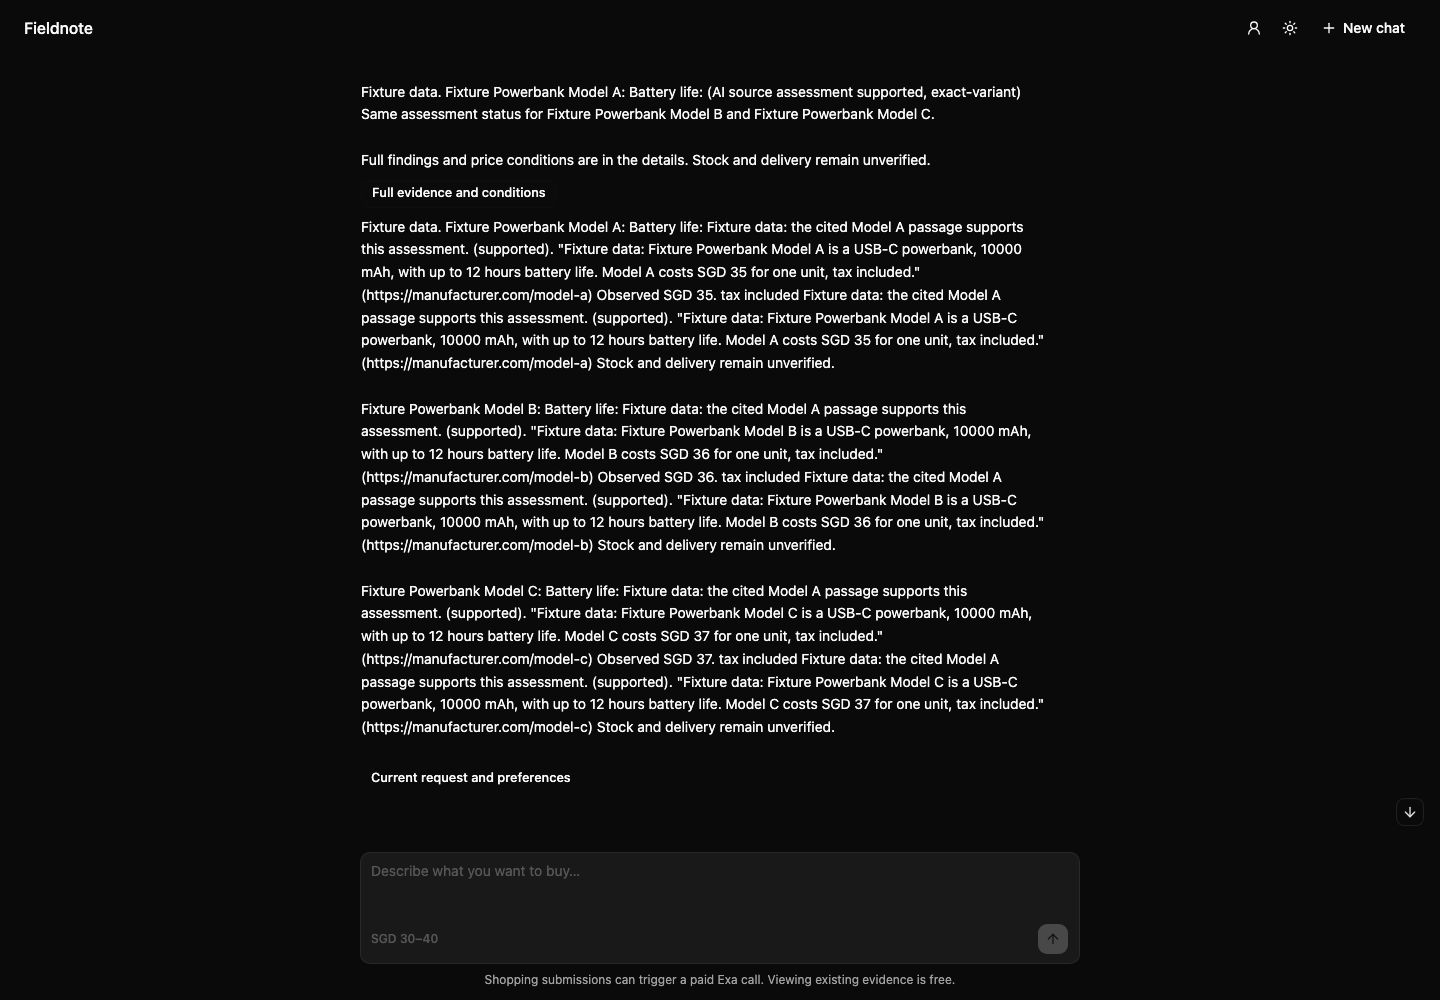 Fieldnote
New chat
Fixture data. Fixture Powerbank Model A: Battery life: (AI source assessment supported, exact-variant)
Same assessment status for Fixture Powerbank Model B and Fixture Powerbank Model C.
Full findings and price conditions are in the details. Stock and delivery remain unverified.
Full evidence and conditions
Fixture data. Fixture Powerbank Model A: Battery life: Fixture data: the cited Model A passage supports
this assessment. (supported). "Fixture data: Fixture Powerbank Model A is a USB-C powerbank, 10000
mAh, with up to 12 hours battery life. Model A costs SGD 35 for one unit, tax included."
(https://manufacturer.com/model-a) Observed SGD 35. tax included Fixture data: the cited Model A
passage supports this assessment. (supported). "Fixture data: Fixture Powerbank Model A is a USB-C
powerbank, 10000 mAh, with up to 12 hours battery life. Model A costs SGD 35 for one unit, tax included."
(https://manufacturer.com/model-a) Stock and delivery remain unverified.
Fixture Powerbank Model B: Battery life: Fixture data: the cited Model A passage supports this
assessment. (supported). "Fixture data: Fixture Powerbank Model B is a USB-C powerbank, 10000 mAh,
with up to 12 hours battery life. Model B costs SGD 36 for one unit, tax included."
(https://manufacturer.com/model-b) Observed SGD 36. tax included Fixture data: the cited Model A
passage supports this assessment. (supported). "Fixture data: Fixture Powerbank Model B is a USB-C
powerbank, 10000 mAh, with up to 12 hours battery life. Model B costs SGD 36 for one unit, tax included."
(https://manufacturer.com/model-b) Stock and delivery remain unverified.
Fixture Powerbank Model C: Battery life: Fixture data: the cited Model A passage supports this
assessment. (supported). "Fixture data: Fixture Powerbank Model C is a USB-C powerbank, 10000 mAh,
with up to 12 hours battery life. Model C costs SGD 37 for one unit, tax included."
(https://manufacturer.com/model-c) Observed SGD 37. tax included Fixture data: the cited Model A
passage supports this assessment. (supported). "Fixture data: Fixture Powerbank Model C is a USB-C
powerbank, 10000 mAh, with up to 12 hours battery life. Model C costs SGD 37 for one unit, tax included."
(https://manufacturer.com/model-c) Stock and delivery remain unverified.
Current request and preferences
Describe what you want to buy...
SGD 30–40
Shopping submissions can trigger a paid Exa call. Viewing existing evidence is free.